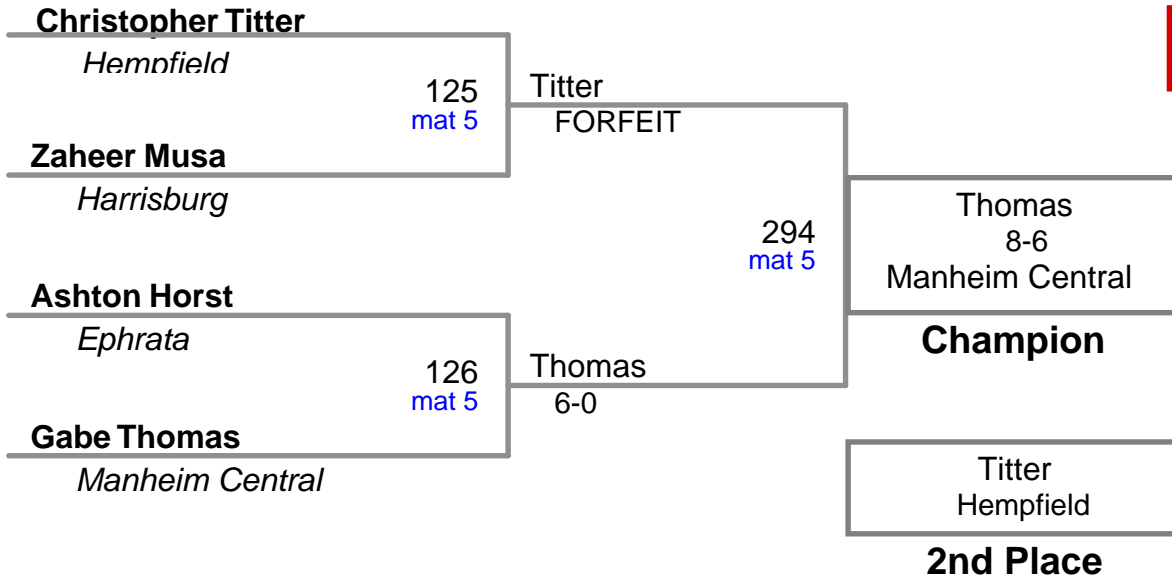 Christopher Titter
Hempfield
125
mat 5
Titter
FORFEIT
Zaheer Musa
Harrisburg
294
mat 5
Thomas
8-6
Manheim Central
Champion
Ashton Horst
Ephrata
126
mat 5
Thomas
6-0
Gabe Thomas
Manheim Central
Titter
Hempfield
2nd Place